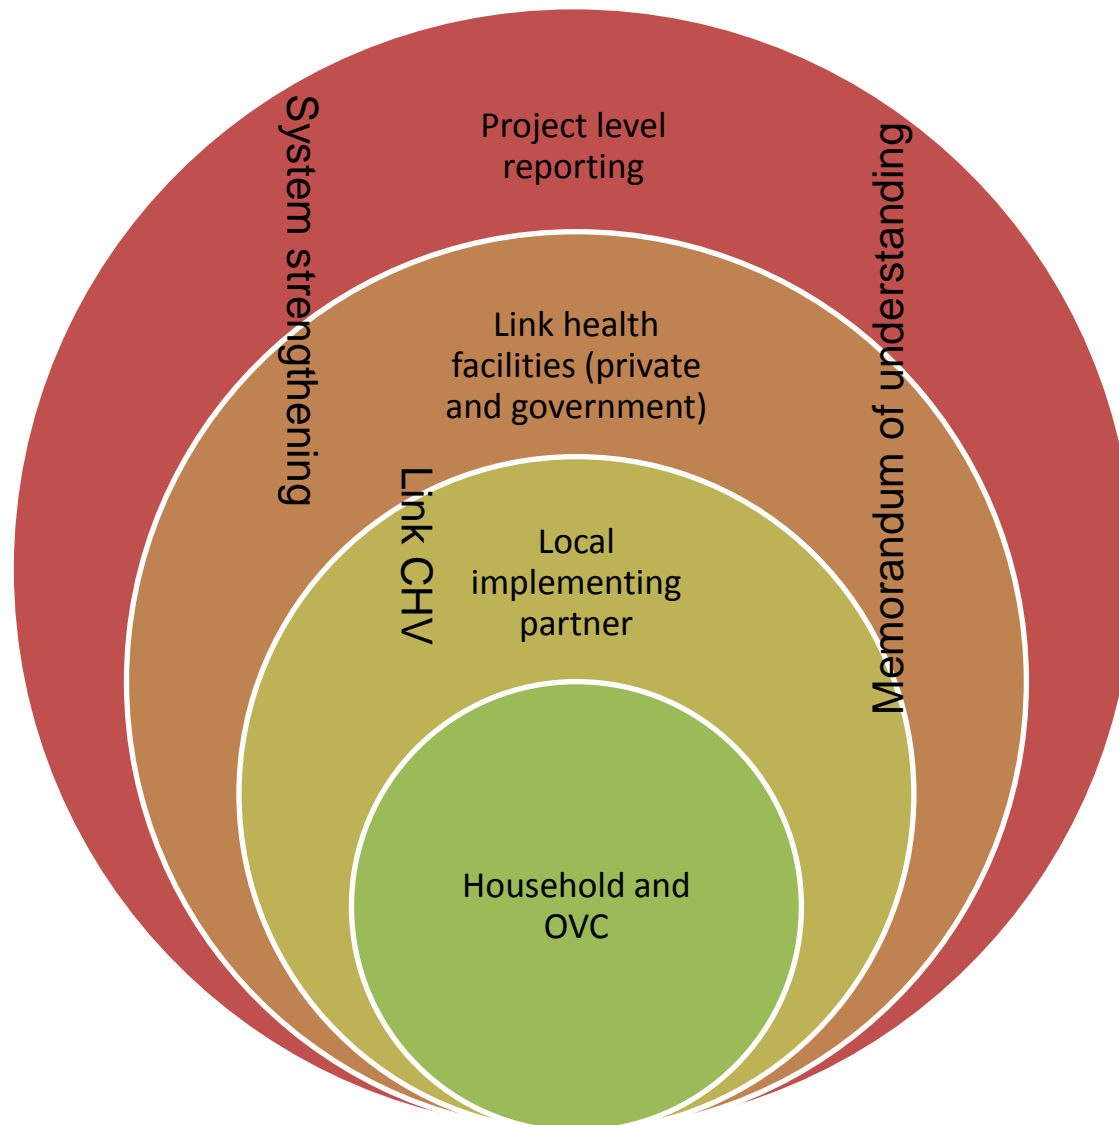 System strengthening
Project level
reporting
Memorandum of understanding
Link health
facilities (private
and government)
Link CHV
Local
implementing
partner
Household and
OVC